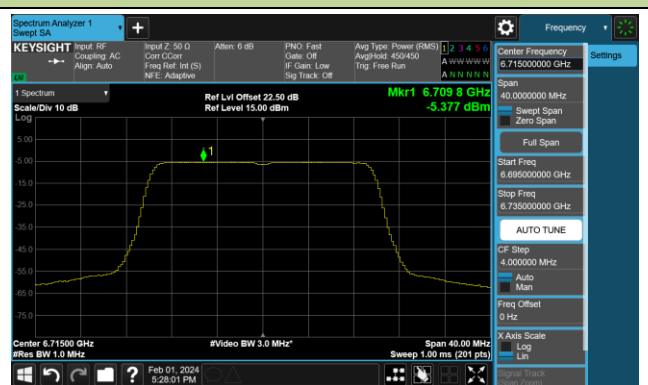 Spectrum Analyzer 1
Swept SA
Frequency
KEYSIGHT
Input: RF
Coupling: AC
Align: Auto
Input Z: 50 Ω
Corr CCorr
Freq Ref: Int (S)
NFE: Adaptive
Atten: 6 dB
PNO: Fast
Gate: Off
IF Gain: Low
Sig Track: Off
Avg Type: Power (RMS)
Avg|Hold: 450/450
Trig: Free Run
1 2 3 4 5 6
A W W W W W
A N N N N N
LXI
1 Spectrum
Scale/Div 10 dB
Log
Ref Lvl Offset 22.50 dB
Ref Level 15.00 dBm
Mkr1 6.709 8 GHz
-5.377 dBm
5.00
-5.00
-15.0
-25.0
-35.0
-45.0
-55.0
-65.0
-75.0
1
Center 6.71500 GHz
#Res BW 1.0 MHz
#Video BW 3.0 MHz*
Span 40.00 MHz
Sweep 1.00 ms (201 pts)
?
Feb 01, 2024
5:28:01 PM
Center Frequency
6.715000000 GHz
Span
40.0000000 MHz
Swept Span
Zero Span
Full Span
Start Freq
6.695000000 GHz
Stop Freq
6.735000000 GHz
AUTO TUNE
CF Step
4.000000 MHz
Auto
Man
Freq Offset
0 Hz
X Axis Scale
Log
Lin
Signal Track
(Span Zoom)
Settings